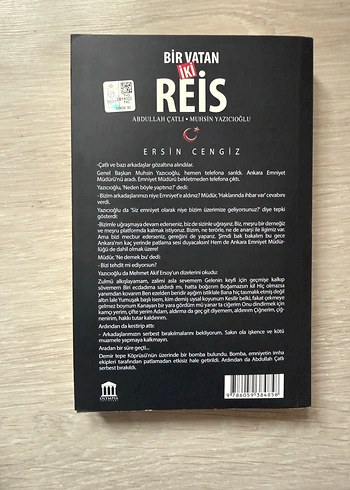 BİR VATAN
İKİ
REİS
ABDULLAH ÇATLI • MUHSİN YAZICIOĞLU
ERSİN CENGİZ
-Çatlı ve bazı arkadaşlar gözaltına alındılar.
Genel Başkan Muhsin Yazıcıoğlu, hemen telefona sarıldı. Ankara Emniyet
Müdürü'nü aradı. Emniyet Müdürü bekletmeden telefona çıktı.
Yazıcıoğlu, 'Neden böyle yaptınız?' dedi:
- Bizim arkadaşlarımızı niye Emniyet'e aldınız? Müdür, 'Haklarında ihbar var' cevabını
verdi.
Yazıcıoğlu da 'Siz emniyet olarak niye bizim üzerimize geliyorsunuz?' diye tepki
gösterdi:
-Bizimle uğraşmaya devam ederseniz, biz de sizinle uğraşırız. Biz, meşru bir derneğiz
ve meşru platformda kalmak istiyoruz. Bizim, ne terörle, ne de anarşi ile ilgimiz var.
Ama bizi mecbur ederseniz, gereğini de yaparız. Şimdi bak bakalım bu gece
Ankara'nın kaç yerinde patlama sesi duyacaksın! Hem de Ankara Emniyet Müdür-
lüğü de dahil olmak üzere!
Müdür, 'Ne demek bu' dedi:
- Bizi tehdit mi ediyorsun?
Yazıcıoğlu da Mehmet Akif Ersoy'un dizelerini okudu:
Zulmü alkışlayamam, zalimi asla sevemem Gelenin keyfi için geçmişe kalkıp
sövemem Biri ecdadıma saldırdı mı, hatta boğarım Boğamazsın ki! Hiç olmazsa
yanımdan kovarım Ben ezelden beridir aşığım istiklale Bana hiç tasmalık etmiş değil
altın lale Yumuşak başlı isem, kim demiş uysal koyunum Kesilir belki, fakat çekmeye
gelmez boynum Kanayan bir yara gördüm mü yanar ta ciğerim Onu dindirmek için
kamçı yerim, çifte yerim Adam, aldırma da geç git diyemem, aldırırım Çiğnerim, çiğ-
nenirim, hakkı tutar kaldırırım.
Ardından da kestirip attı:
- Arkadaşlarımızın serbest bırakılmalarını bekliyorum. Sakın ola işkence ve kötü
muamele yapmaya kalkmayın.
Aradan bir süre geçti...
Demir tepe Köprüsü'nün üzerinde bir bomba bulundu. Bomba, emniyetin imha
ekipleri tarafından patlatmadan etkisiz hale getirildi. Ardından da Abdullah Çatlı
serbest bırakıldı.
OLYMPIA
9 786059 384858